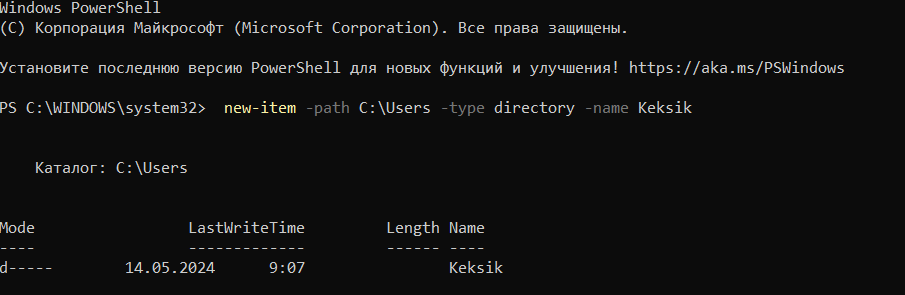 Windows PowerShell
(C) Корпорация Майкрософт (Microsoft Corporation). Все права защищены.
Установите последнюю версию PowerShell для новых функций и улучшения! https://aka.ms/PSWindows
PS C:\WINDOWS\system32>  new-item -path C:\Users -type directory -name Keksik
Каталог: C:\Users
Mode                 LastWriteTime         Length Name
----                 -------------         ------ ----
d-----        14.05.2024      9:07                Keksik